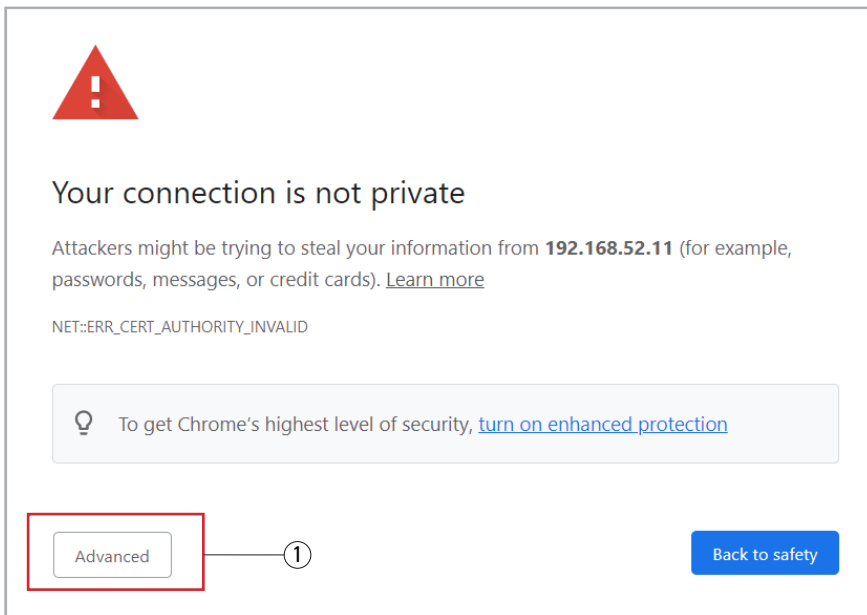 Your connection is not private
Attackers might be trying to steal your information from 192.168.52.11 (for example,
passwords, messages, or credit cards). Learn more
NET::ERR_CERT_AUTHORITY_INVALID
To get Chrome's highest level of security, turn on enhanced protection
Advanced
①
Back to safety